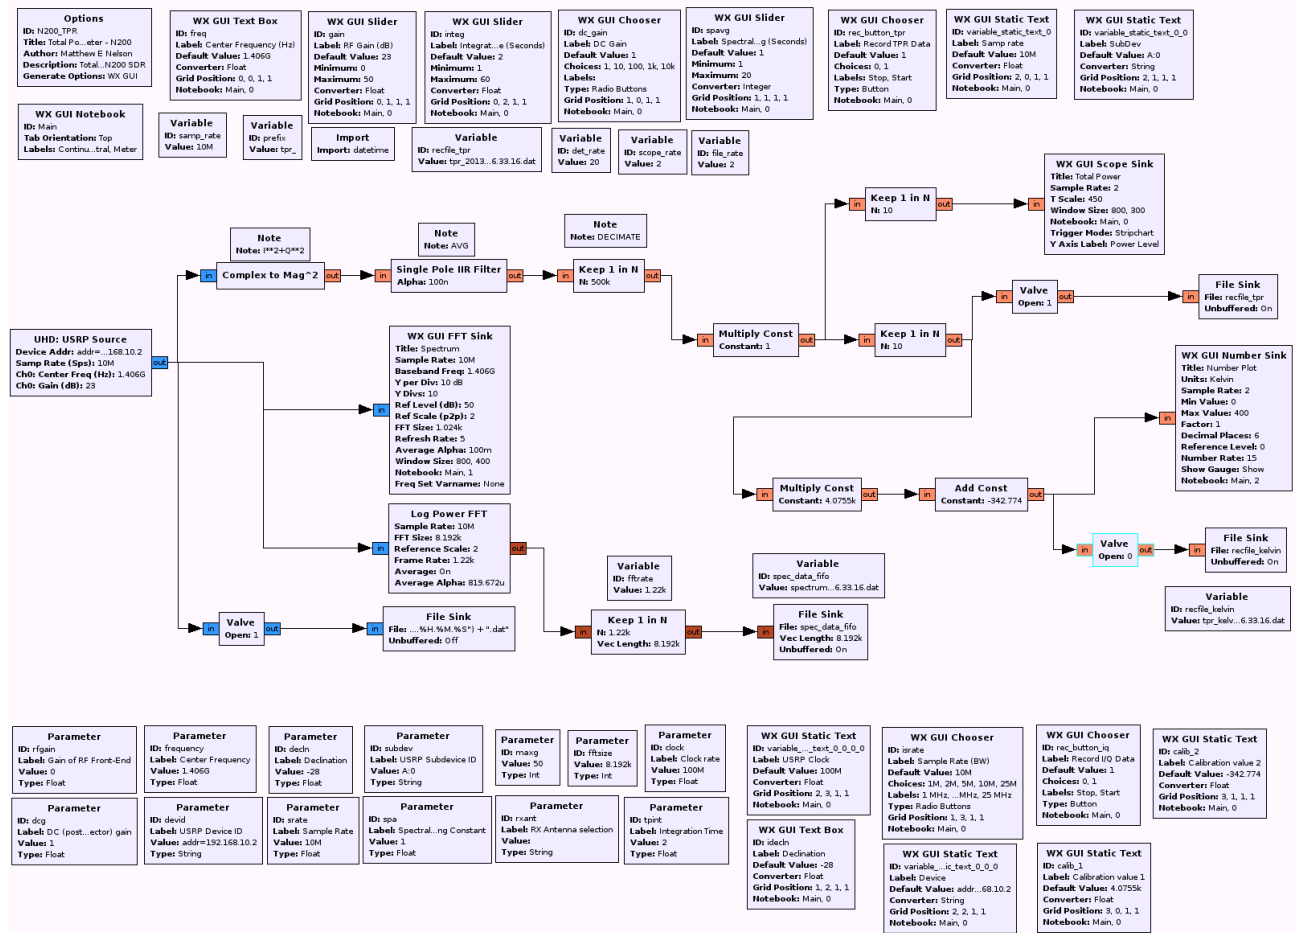 Options
ID: N200_TPR
Title: Total Po...eter - N200
Author: Matthew E Nelson
Description: Total...N200 SDR
Generate Options: WX GUI
WX GUI Text Box
ID: freq
Label: Center Frequency (Hz)
Default Value: 1.406G
Converter: Float
Grid Position: 0, 0, 1, 1
Notebook: Main, 0
WX GUI Slider
ID: gain
Label: RF Gain (dB)
Default Value: 23
Minimum: 0
Maximum: 50
Converter: Float
Grid Position: 0, 1, 1, 1
Notebook: Main, 0
WX GUI Slider
ID: integ
Label: Integrat...e (Seconds)
Default Value: 2
Minimum: 1
Maximum: 60
Converter: Float
Grid Position: 0, 2, 1, 1
Notebook: Main, 0
WX GUI Chooser
ID: dc_gain
Label: DC Gain
Default Value: 1
Choices: 1, 10, 100, 1k, 10k
Labels:
Type: Radio Buttons
Grid Position: 1, 0, 1, 1
Notebook: Main, 0
WX GUI Slider
ID: spavg
Label: Spectral...g (Seconds)
Default Value: 1
Minimum: 1
Maximum: 20
Converter: Integer
Grid Position: 1, 1, 1, 1
Notebook: Main, 0
WX GUI Chooser
ID: rec_button_tpr
Label: Record TPR Data
Default Value: 1
Choices: 0, 1
Labels: Stop, Start
Type: Button
Notebook: Main, 0
WX GUI Static Text
ID: variable_static_text_0
Label: Samp rate
Default Value: 10M
Converter: Float
Grid Position: 2, 0, 1, 1
Notebook: Main, 0
WX GUI Static Text
ID: variable_static_text_0_0
Label: SubDev
Default Value: A:0
Converter: String
Grid Position: 2, 1, 1, 1
Notebook: Main, 0
WX GUI Notebook
ID: Main
Tab Orientation: Top
Labels: Continu...tral, Meter
Variable
ID: samp_rate
Value: 10M
Variable
ID: prefix
Value: tpr_
Import
Import: datetime
Variable
ID: recfile_tpr
Value: tpr_2013...6.33.16.dat
Variable
ID: det_rate
Value: 20
Variable
ID: scope_rate
Value: 2
Variable
ID: file_rate
Value: 2
WX GUI Scope Sink
Title: Total Power
Sample Rate: 2
T Scale: 450
Window Size: 800, 300
Notebook: Main, 0
Trigger Mode: Stripchart
Y Axis Label: Power Level
in
Keep 1 in N
N: 10
out
in
Note
Note: I**2+Q**2
Note
Note: AVG
Note
Note: DECIMATE
in
Complex to Mag^2
out
in
Single Pole IIR Filter
Alpha: 100n
out
in
Keep 1 in N
N: 500k
out
in
Multiply Const
Constant: 1
out
in
Keep 1 in N
N: 10
out
in
Valve
Open: 1
out
in
File Sink
File: recfile_tpr
Unbuffered: On
UHD: USRP Source
Device Addr: addr=...168.10.2
Samp Rate (Sps): 10M
Ch0: Center Freq (Hz): 1.406G
Ch0: Gain (dB): 23
out
in
WX GUI FFT Sink
Title: Spectrum
Sample Rate: 10M
Baseband Freq: 1.406G
Y per Div: 10 dB
Y Divs: 10
Ref Level (dB): 50
Ref Scale (p2p): 2
FFT Size: 1.024k
Refresh Rate: 5
Average Alpha: 100m
Window Size: 800, 400
Notebook: Main, 1
Freq Set Varname: None
in
WX GUI Number Sink
Title: Number Plot
Units: Kelvin
Sample Rate: 2
Min Value: 0
Max Value: 400
Factor: 1
Decimal Places: 6
Reference Level: 0
Number Rate: 15
Show Gauge: Show
Notebook: Main, 2
in
Multiply Const
Constant: 4.0755k
out
in
Add Const
Constant: -342.774
out
in
Log Power FFT
Sample Rate: 10M
FFT Size: 8.192k
Reference Scale: 2
Frame Rate: 1.22k
Average: On
Average Alpha: 819.672u
out
in
Valve
Open: 0
out
in
File Sink
File: recfile_kelvin
Unbuffered: On
Variable
ID: fftrate
Value: 1.22k
Variable
ID: spec_data_fifo
Value: spectrum...6.33.16.dat
Variable
ID: recfile_kelvin
Value: tpr_kelv...6.33.16.dat
in
Valve
Open: 1
out
in
File Sink
File: ....%H.%M.%S") + ".dat"
Unbuffered: Off
in
Keep 1 in N
N: 1.22k
Vec Length: 8.192k
out
in
File Sink
File: spec_data_fifo
Vec Length: 8.192k
Unbuffered: On
Parameter
ID: rfgain
Label: Gain of RF Front-End
Value: 0
Type: Float
Parameter
ID: frequency
Label: Center Frequency
Value: 1.406G
Type: Float
Parameter
ID: decln
Label: Declination
Value: -28
Type: Float
Parameter
ID: subdev
Label: USRP Subdevice ID
Value: A:0
Type: String
Parameter
ID: maxg
Value: 50
Type: Int
Parameter
ID: fftsize
Value: 8.192k
Type: Int
Parameter
ID: clock
Label: Clock rate
Value: 100M
Type: Float
WX GUI Static Text
ID: variable_..._text_0_0_0_0
Label: USRP Clock
Default Value: 100M
Converter: Float
Grid Position: 2, 3, 1, 1
Notebook: Main, 0
WX GUI Chooser
ID: israte
Label: Sample Rate (BW)
Default Value: 10M
Choices: 1M, 2M, 5M, 10M, 25M
Labels: 1 MHz, ...MHz, 25 MHz
Type: Radio Buttons
Grid Position: 1, 3, 1, 1
Notebook: Main, 0
WX GUI Chooser
ID: rec_button_iq
Label: Record I/Q Data
Default Value: 1
Choices: 0, 1
Labels: Stop, Start
Type: Button
Notebook: Main, 0
WX GUI Static Text
ID: calib_2
Label: Calibration value 2
Default Value: -342.774
Converter: Float
Grid Position: 3, 1, 1, 1
Notebook: Main, 0
Parameter
ID: dcg
Label: DC (post...ector) gain
Value: 1
Type: Float
Parameter
ID: devid
Label: USRP Device ID
Value: addr=192.168.10.2
Type: String
Parameter
ID: srate
Label: Sample Rate
Value: 10M
Type: Float
Parameter
ID: spa
Label: Spectral...ng Constant
Value: 1
Type: Float
Parameter
ID: rxant
Label: RX Antenna selection
Value:
Type: String
Parameter
ID: tpint
Label: Integration Time
Value: 2
Type: Float
WX GUI Text Box
ID: idecln
Label: Declination
Default Value: -28
Converter: Float
Grid Position: 1, 2, 1, 1
Notebook: Main, 0
WX GUI Static Text
ID: variable_...ic_text_0_0_0
Label: Device
Default Value: addr...68.10.2
Converter: String
Grid Position: 2, 2, 1, 1
Notebook: Main, 0
WX GUI Static Text
ID: calib_1
Label: Calibration value 1
Default Value: 4.0755k
Converter: Float
Grid Position: 3, 0, 1, 1
Notebook: Main, 0